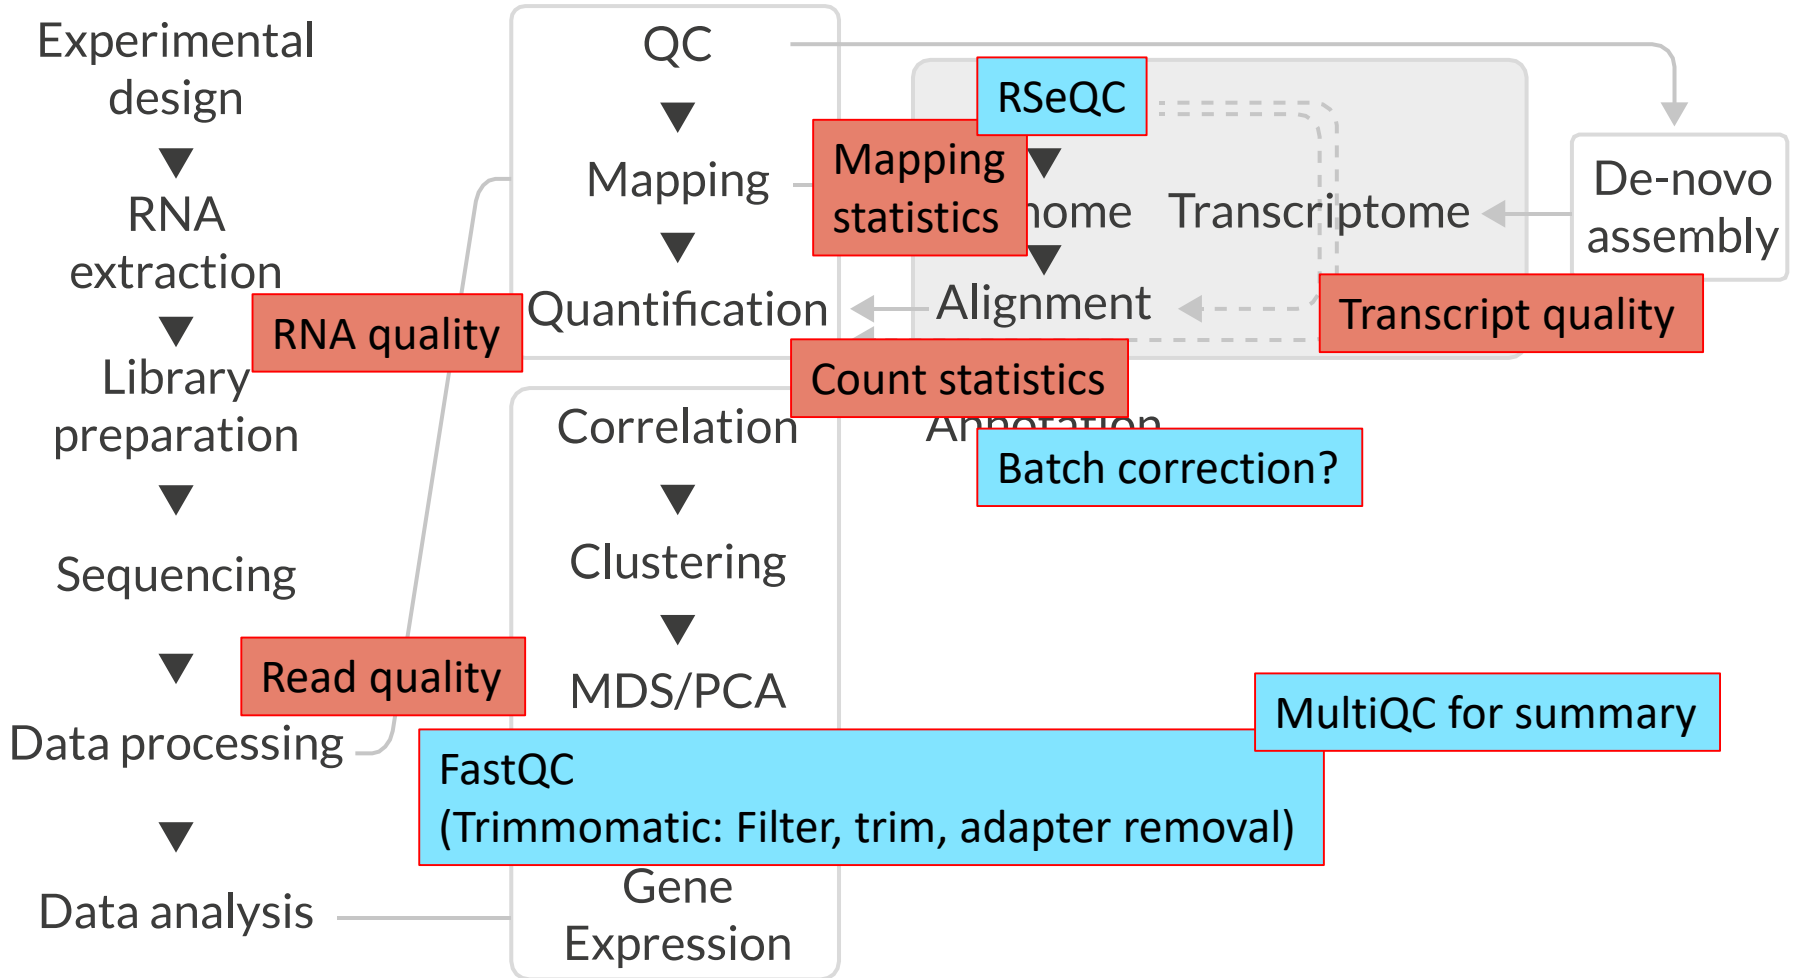 Experimental
design
RNA
extraction
RNA quality
Library
preparation
Sequencing
Read quality
Data processing
Data analysis
QC
Mapping
Quantification
RSeQC
Mapping
statistics
Transcriptome
De-novo
assembly
Alignment
Transcript quality
Count statistics
Correlation
Annotation
Batch correction?
Clustering
MDS/PCA
MultiQC for summary
FastQC
(Trimmomatic: Filter, trim, adapter removal)
Gene
Expression